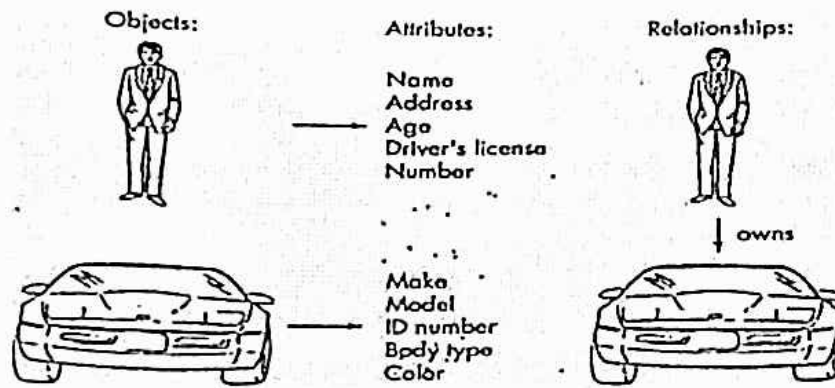 Objects:
Attributes:
Relationships:
Name
Address
Age
Driver's license
Number
owns
Make
Model
ID number
Body type
Color